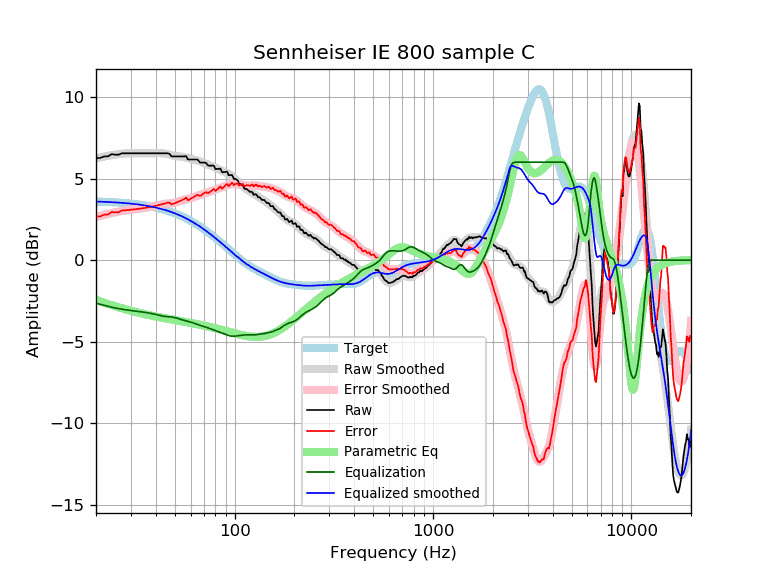 Sennheiser IE 800 sample C
10
5
0
−5
−10
−15
Amplitude (dBr)
Target
Raw Smoothed
Error Smoothed
Raw
Error
Parametric Eq
Equalization
Equalized smoothed
100
1000
10000
Frequency (Hz)